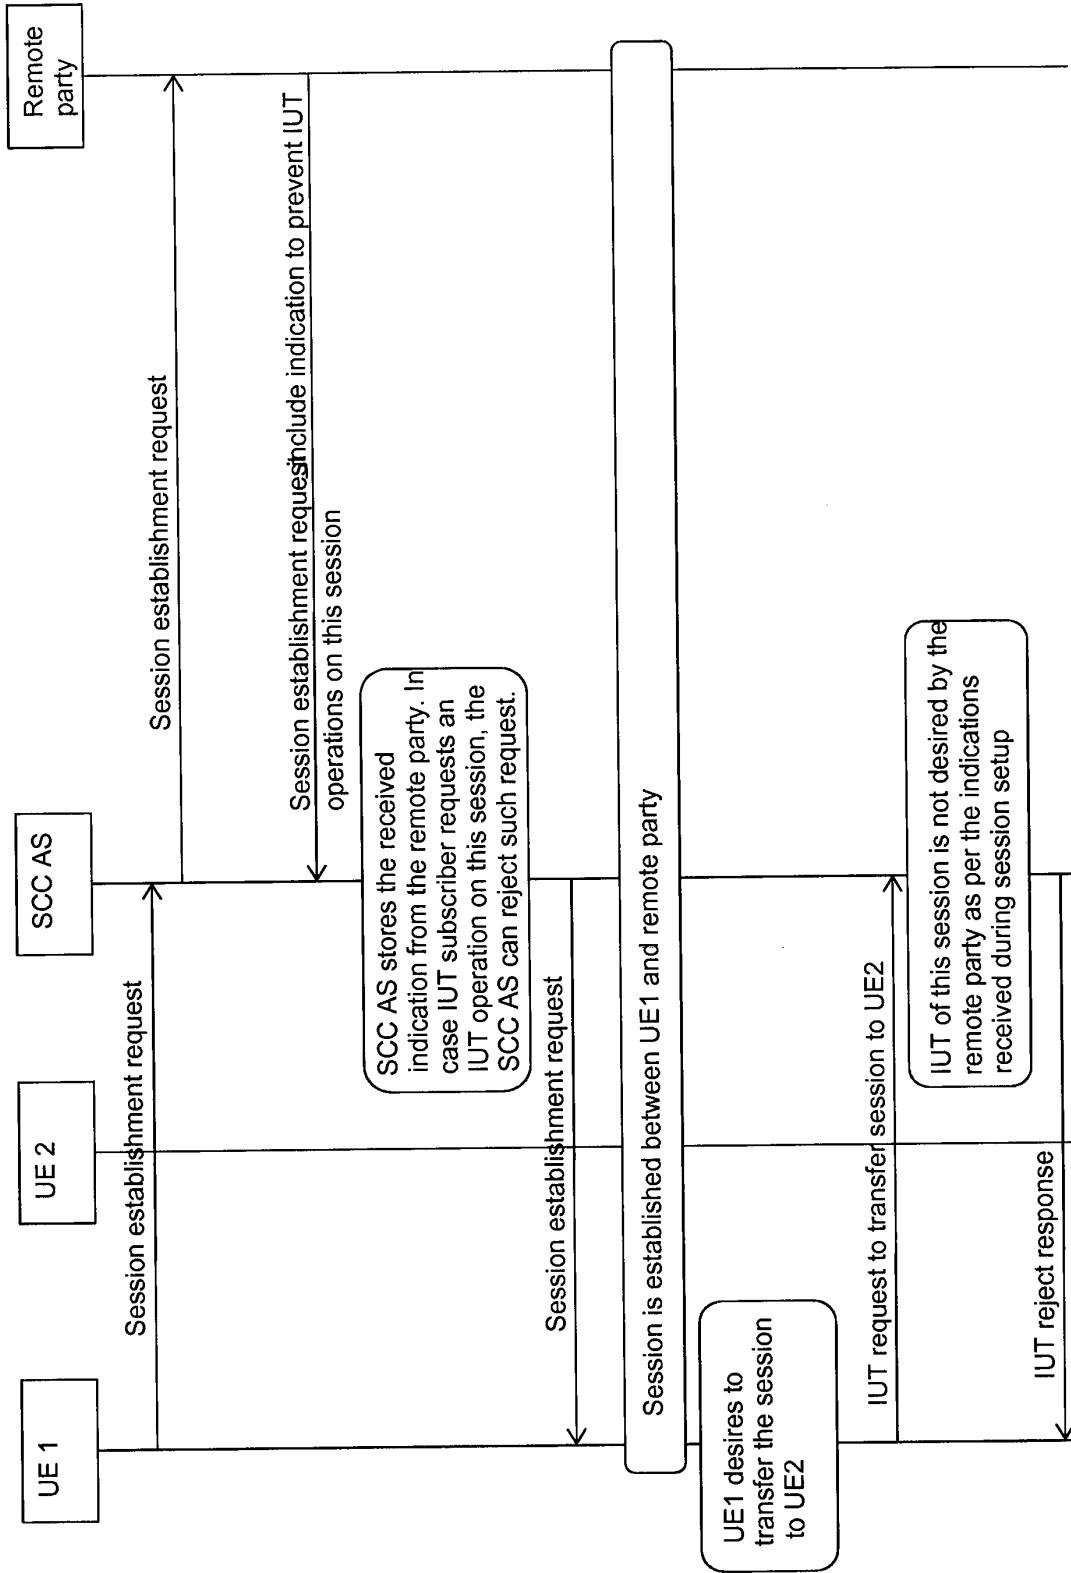 UE 1
UE 2
SCC AS
Remote
party
Session establishment request
Session establishment request
Session establishment request include indication to prevent IUT
operations on this session
SCC AS stores the received
indication from the remote party. In
case IUT subscriber requests an
IUT operation on this session, the
SCC AS can reject such request.
Session establishment request
Session is established between UE1 and remote party
UE1 desires to
transfer the session
to UE2
IUT request to transfer session to UE2
IUT of this session is not desired by the
remote party as per the indications
received during session setup
IUT reject response